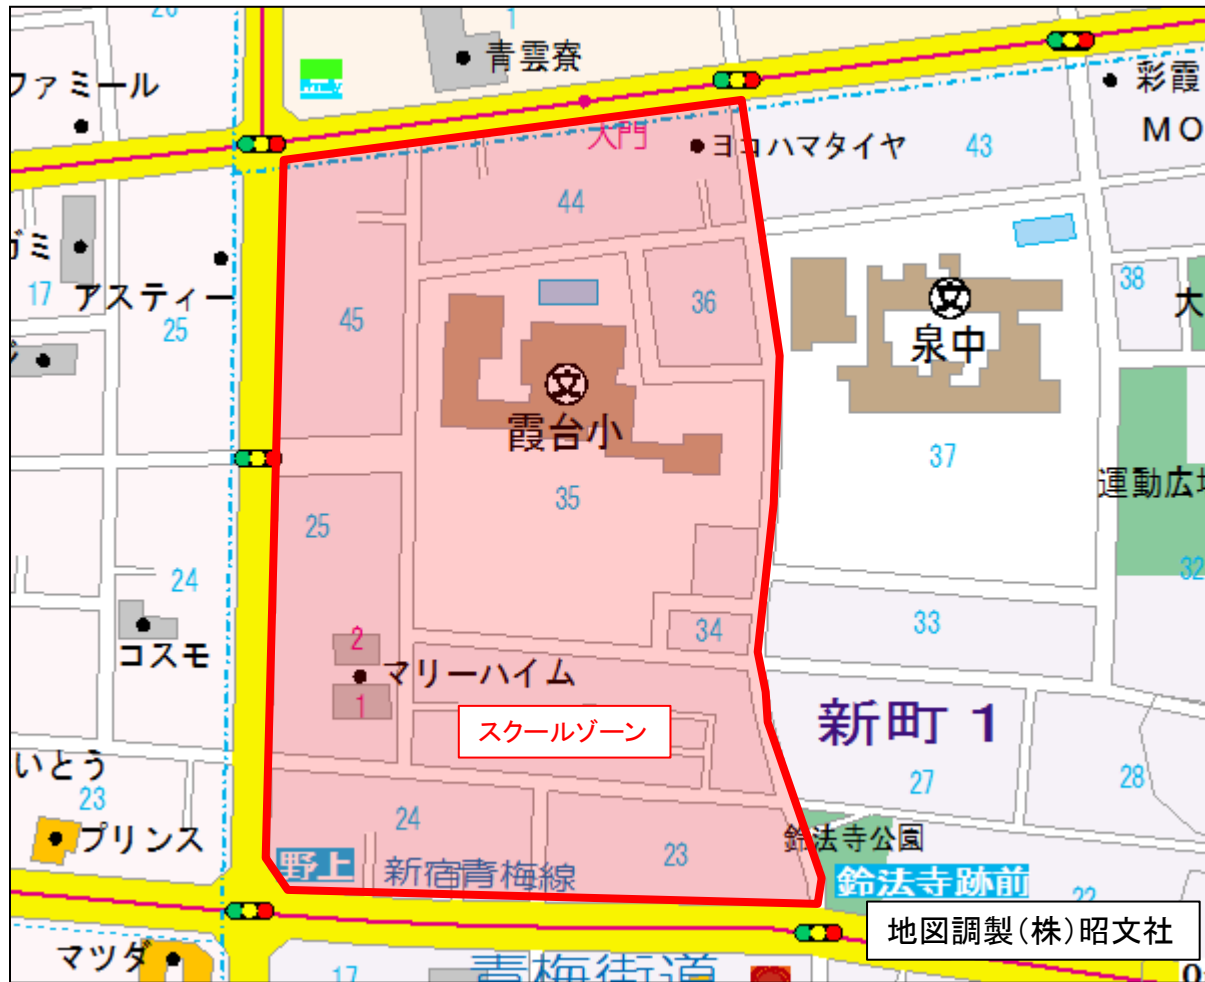 26
1
青雲寮
ファミール
Family
彩霞
MO
大門
ヨコハマタイヤ
43
44
ガミ
17
アスティー
25
45
36
38
大
泉中
霞台小
37
35
25
運動広場
24
32
コスモ
2
34
33
マリーハイム
1
スクールゾーン
新町1
いとう
23
27
28
プリンス
24
23
鈴法寺公園
野上
新宿青梅線
鈴法寺跡前
22
地図調製(株)昭文社
マツダ
17
青梅街道